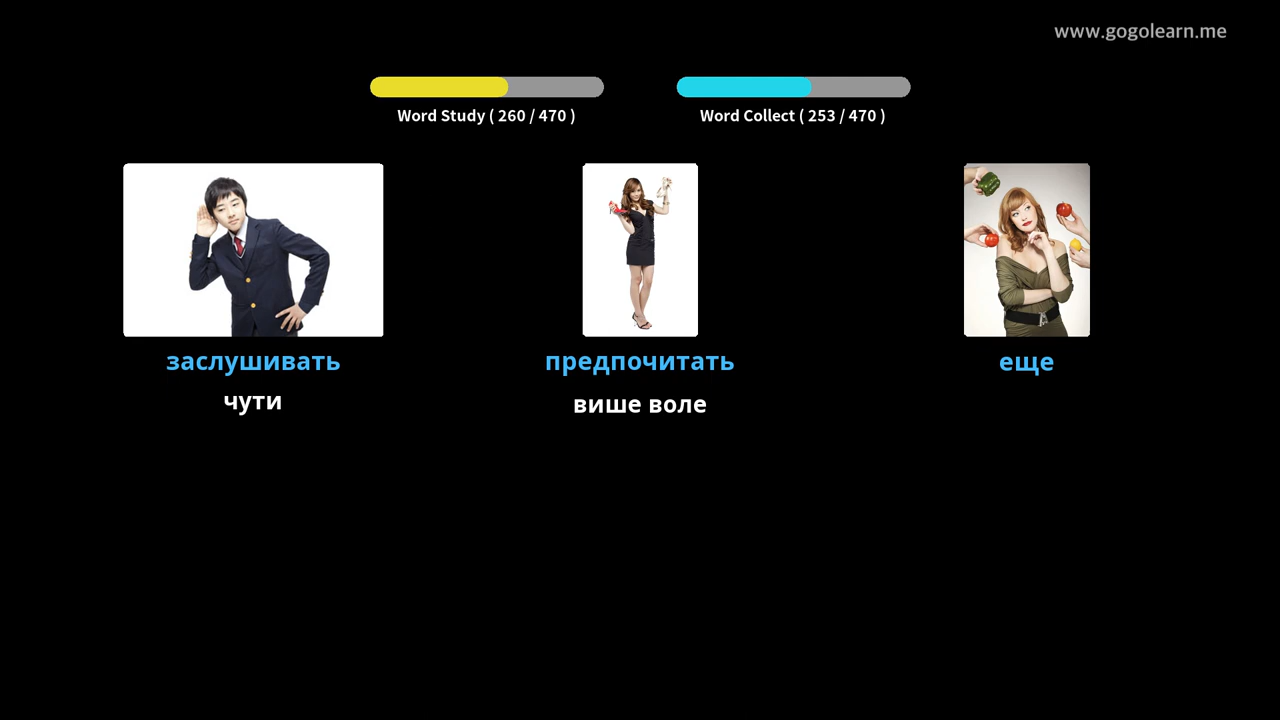 www.gogolearn.me
Word Study ( 260 / 470 )
Word Collect ( 253 / 470 )
заслушивать
предпочитать
еще
чути
више воле